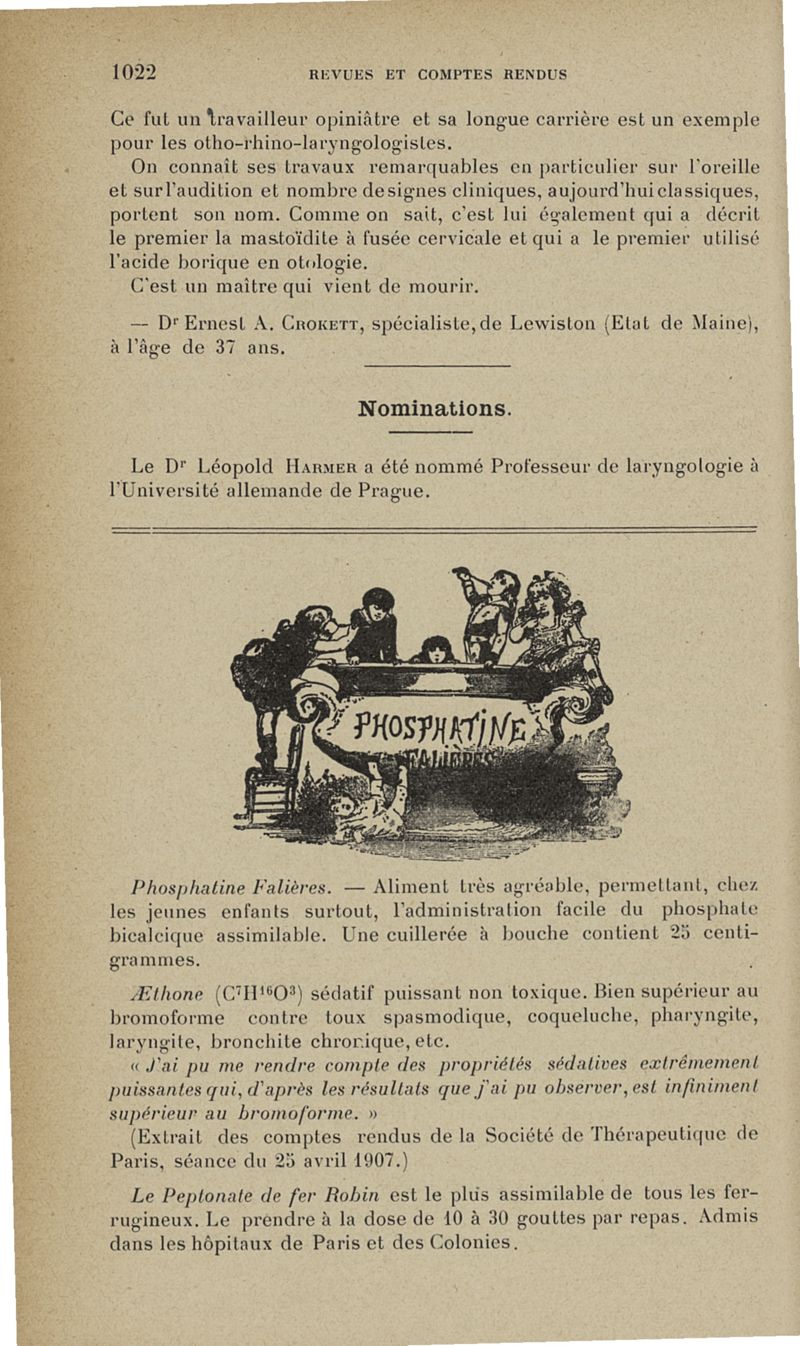 1022 REVUES ET COMPTES RENDUS
Ce fut un travailleur opiniâtre et sa longue carrière est un exemple
pour les otho-rhino-laryngologistes.
On connaît ses travaux remarquables en particulier sur l'oreille
et sur l'audition et nombre de signes cliniques, aujourd'hui classiques,
portent son nom. Comme on sait, c'est lui également qui a décrit
le premier la mastoïdite à fusée cervicale et qui a le premier utilisé
l'acide borique en otologie.
C'est un maître qui vient de mourir.
— Dr Ernest A. CROKETT, spécialiste, de Lewiston (Etat de Maine),
à l'âge de 37 ans.
Nominations.
Le Dr Léopold HARMER a été nommé Professeur de laryngologie à
l'Université allemande de Prague.
PHOSPHATINE
FALIÈRES
Phosphatine Falières. — Aliment très agréable, permettant, chez
les jeunes enfants surtout, l'administration facile du phosphate
bicalcique assimilable. Une cuillerée à bouche contient 25 centi-
grammes.
Æthone (C⁷H¹⁶O³) sédatif puissant non toxique. Bien supérieur au
bromoforme contre toux spasmodique, coqueluche, pharyngite,
laryngite, bronchite chronique, etc.
« J'ai pu me rendre compte des propriétés sédatives extrêmement
puissantes qui, d'après les résultats que j'ai pu observer, est infiniment
supérieur au bromoforme. »
(Extrait des comptes rendus de la Société de Thérapeutique de
Paris, séance du 25 avril 1907.)
Le Peptonate de fer Robin est le plus assimilable de tous les fer-
rugineux. Le prendre à la dose de 10 à 30 gouttes par repas. Admis
dans les hôpitaux de Paris et des Colonies.